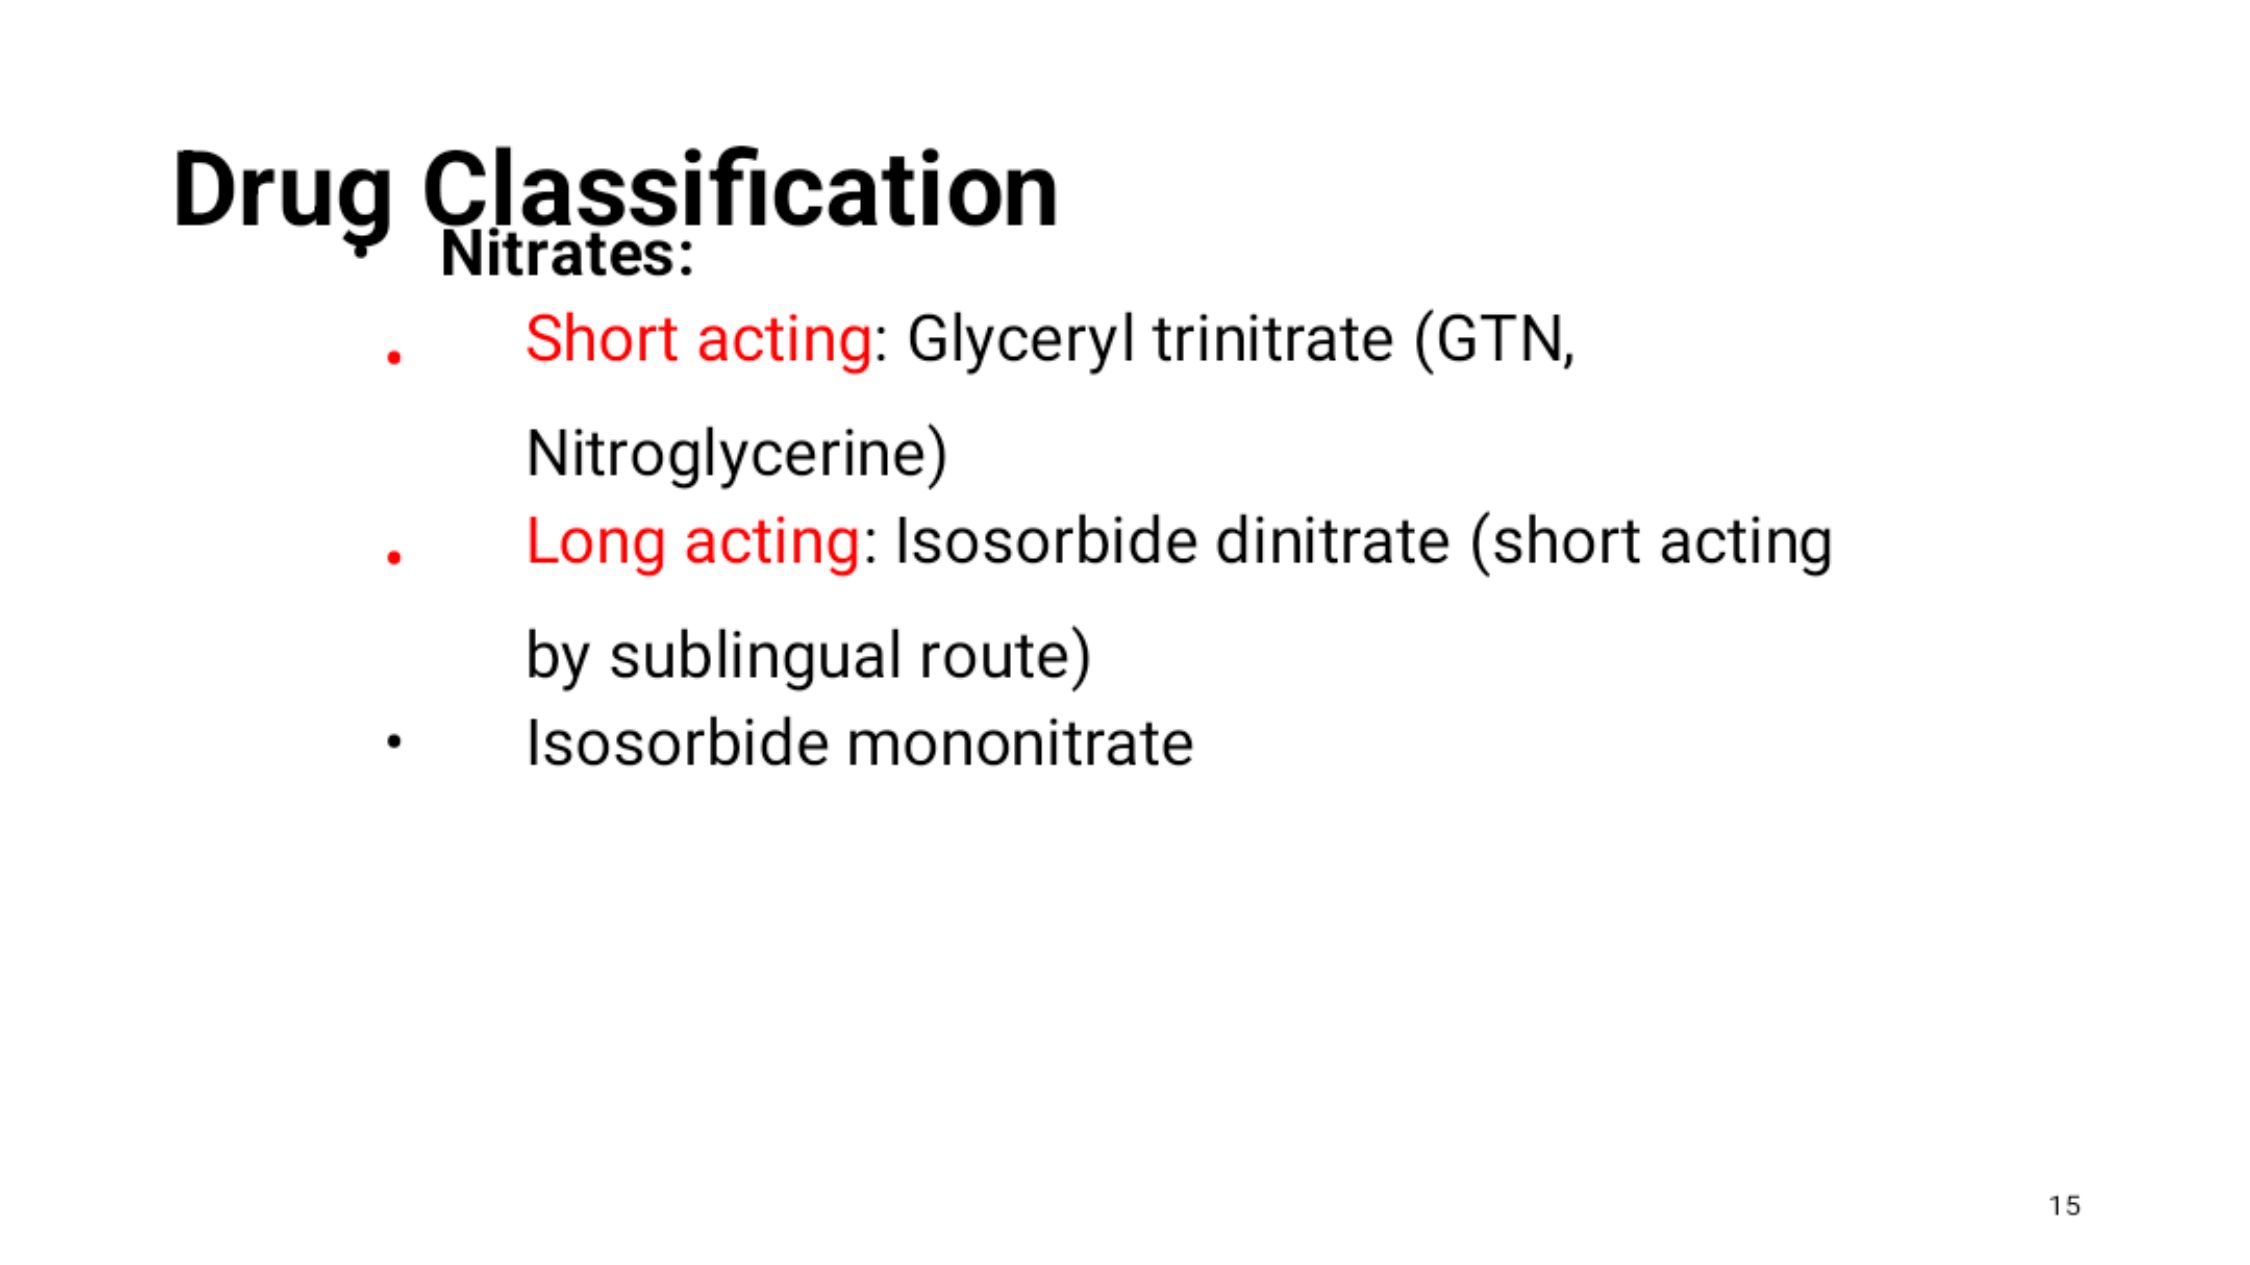 Drug Classification
• Nitrates:
• Short acting: Glyceryl trinitrate (GTN,
Nitroglycerine)
• Long acting: Isosorbide dinitrate (short acting
by sublingual route)
• Isosorbide mononitrate
15